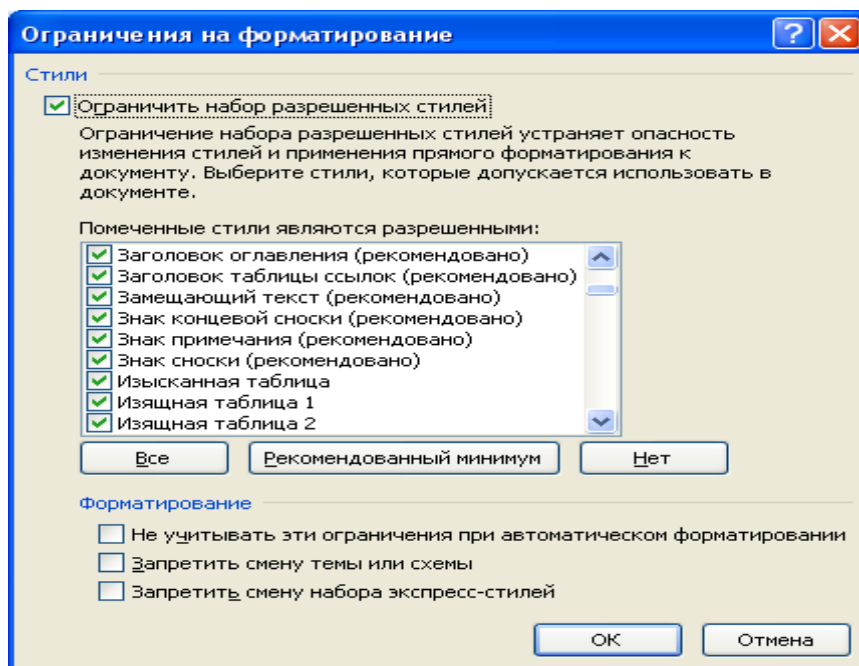 Ограничения на форматирование
Стили
Ограничить набор разрешенных стилей
Ограничение набора разрешенных стилей устраняет опасность
изменения стилей и применения прямого форматирования к
документу. Выберите стили, которые допускается использовать в
документе.
Помеченные стили являются разрешенными:
Заголовок оглавления (рекомендовано)
Заголовок таблицы ссылок (рекомендовано)
Замещающий текст (рекомендовано)
Знак концевой сноски (рекомендовано)
Знак примечания (рекомендовано)
Знак сноски (рекомендовано)
Изысканная таблица
Изящная таблица 1
Изящная таблица 2
Все Рекомендованный минимум Нет
Форматирование
Не учитывать эти ограничения при автоматическом форматировании
Запретить смену темы или схемы
Запретить смену набора экспресс-стилей
ОК Отмена